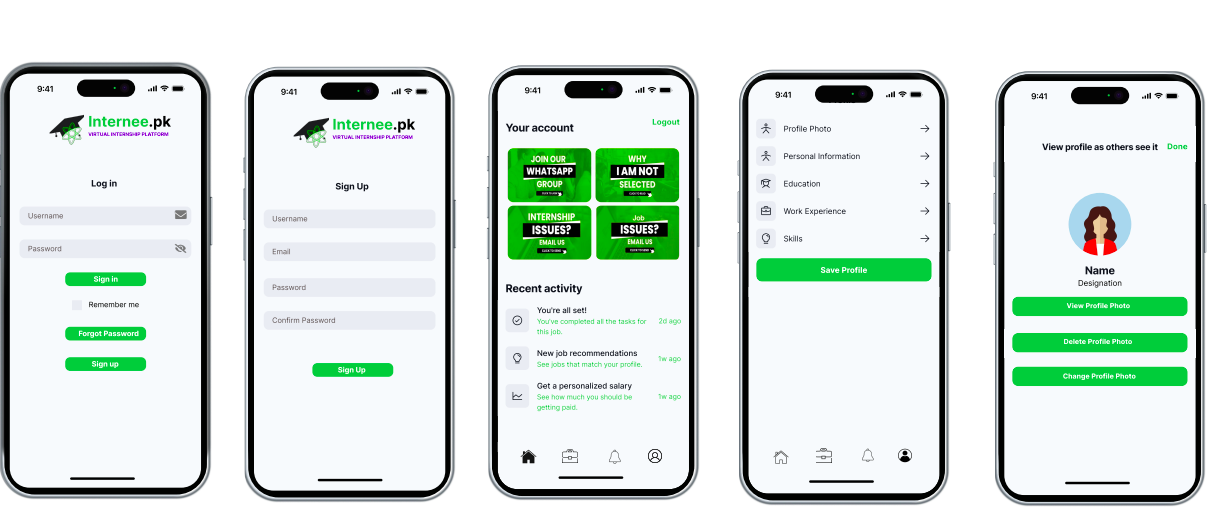 9:41
Internee.pk
VIRTUAL INTERNSHIP PLATFORM
Log in
Username
Password
Sign in
Remember me
Forgot Password
Sign up
9:41
Internee.pk
VIRTUAL INTERNSHIP PLATFORM
Sign Up
Username
Email
Password
Confirm Password
Sign Up
9:41
Logout
Your account
JOIN OUR
WHATSAPP
GROUP
WHY
I AM NOT
SELECTED
INTERNSHIP
ISSUES?
EMAIL US
Job
ISSUES?
EMAIL US
Recent activity
You're all set!
You've completed all the tasks for
this job.
2d ago
New job recommendations
See jobs that match your profile.
1w ago
Get a personalized salary
See how much you should be
getting paid.
1w ago
9:41
Profile Photo
Personal Information
Education
Work Experience
Skills
Save Profile
9:41
View profile as others see it
Done
Name
Designation
View Profile Photo
Delete Profile Photo
Change Profile Photo